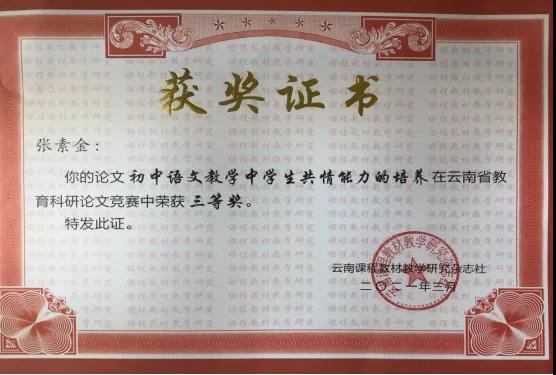 获奖证书
张素金：
你的论文 初中语文教学中学生共情能力的培养 在云南省教
育科研论文竞赛中荣获 三等奖。
特发此证。
云南课程教材教学研究杂志社
二〇二一年三月